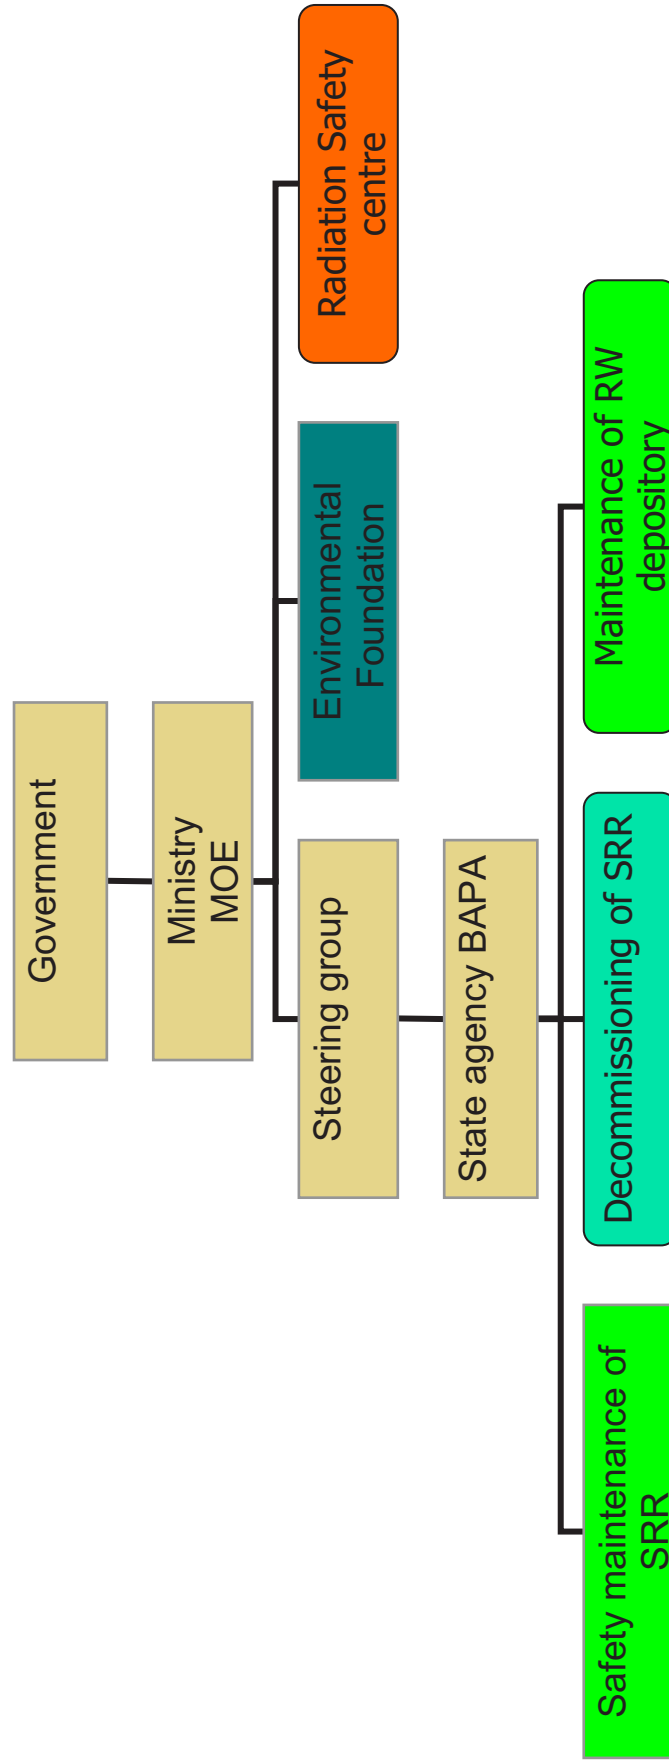 Government
Ministry
MOE
Steering group
Environmental
Foundation
Radiation Safety
centre
State agency BAPA
Safety maintenance of
SRR
Decommissioning of SRR
Maintenance of RW
depository